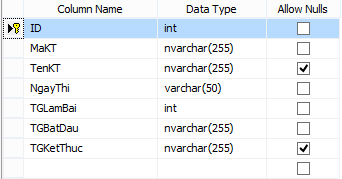 Column Name Data Type Allow Nulls
ID int
MaKT nvarchar(255)
TenKT nvarchar(255)
NgayThi varchar(50)
TGLamBai int
TGBatDau nvarchar(255)
TGKetThuc nvarchar(255)